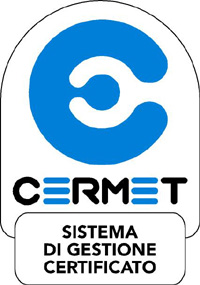 CERMET
SISTEMA
DI GESTIONE
CERTIFICATO